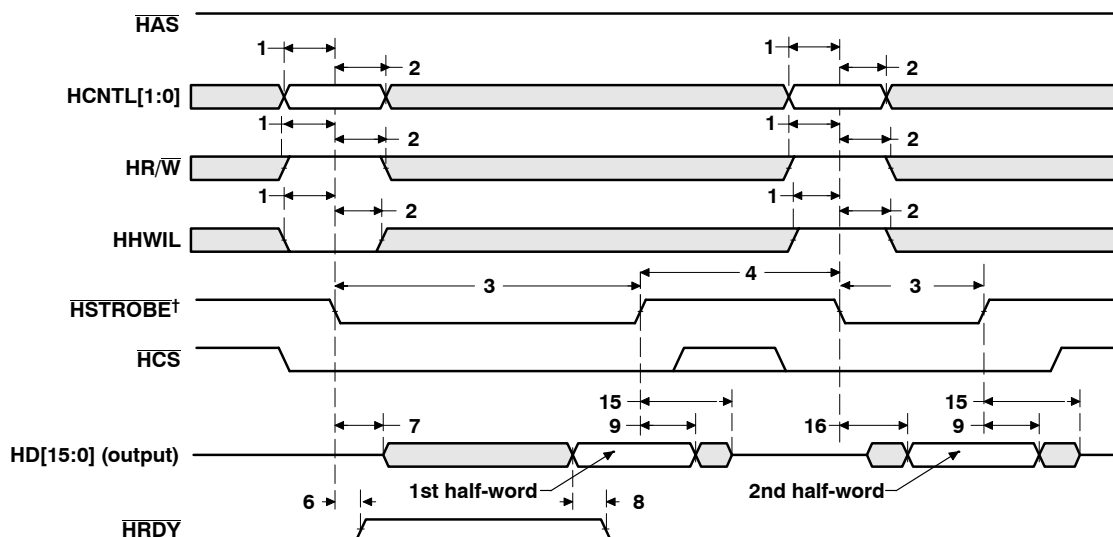 HAS
1
1
2
2
HCNTL[1:0]
1
1
2
2
HR/W
1
1
2
2
HHWIL
3
4
3
HSTROBE†
HCS
15
15
7
9
16
9
HD[15:0] (output)
1st half-word
2nd half-word
6
8
HRDY